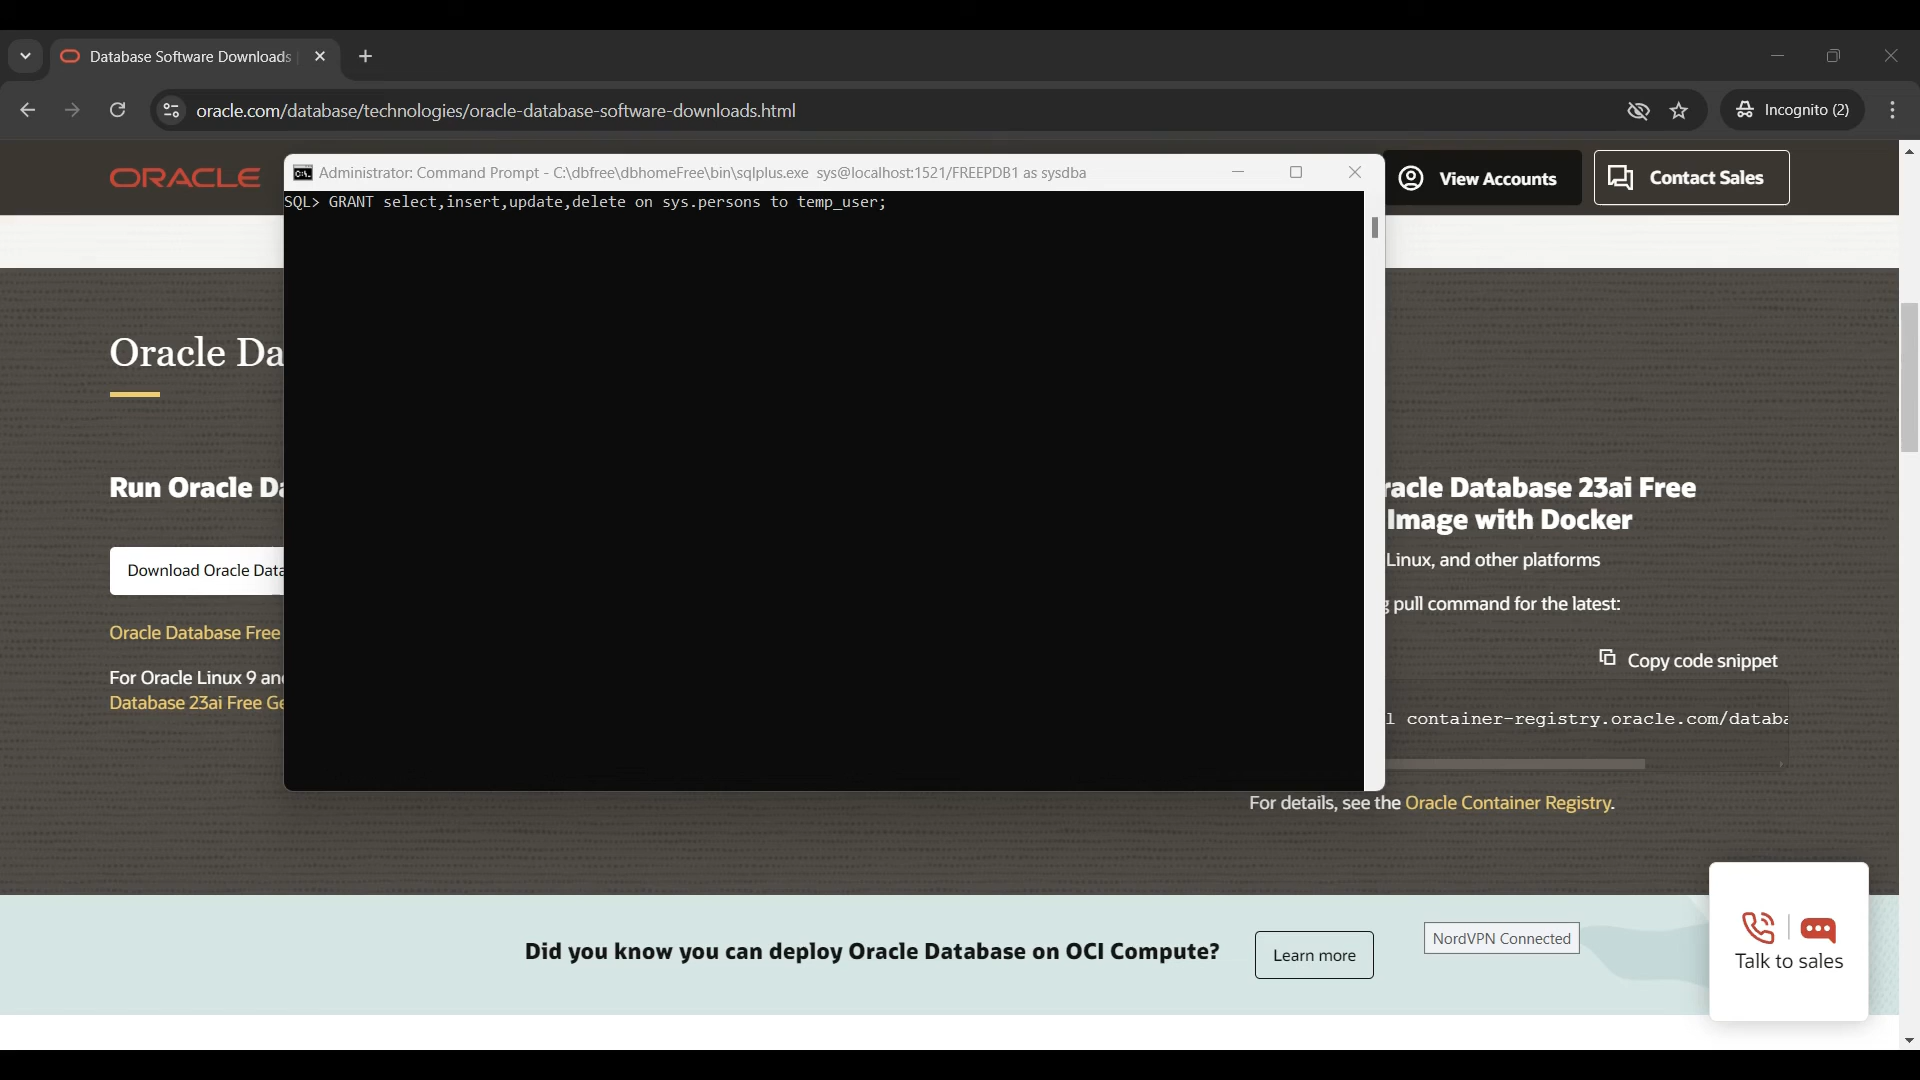 Database Software Downloads
oracle.com/database/technologies/oracle-database-software-downloads.html
Incognito (2)
ORACLE
View Accounts
Contact Sales
Administrator: Command Prompt - C:\dbfree\dbhomeFree\bin\sqlplus.exe sys@localhost:1521/FREEPDB1 as sysdba
SQL> GRANT select,insert,update,delete on sys.persons to temp_user;
Oracle Da
Run Oracle Da
Download Oracle Data
Oracle Database Free
For Oracle Linux 9 and
Database 23ai Free Ge
racle Database 23ai Free
Image with Docker
Linux, and other platforms
g pull command for the latest:
Copy code snippet
l container-registry.oracle.com/databa
For details, see the Oracle Container Registry.
Did you know you can deploy Oracle Database on OCI Compute?
Learn more
NordVPN Connected
Talk to sales